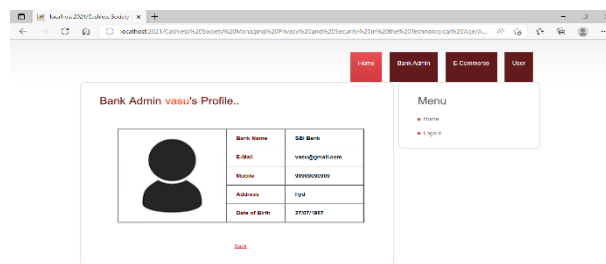 localhost:2021/Cashless Society
localhost:2021/Cashless%20Society%20Managing%20Privacy%20and%20Security%20in%20the%20Technological%20Age/A...
Home Bank Admin E-Commerce User
Bank Admin vasu's Profile..
Menu
Home
Logout
Bank Name SBI Bank
E-Mail vasu@gmail.com
Mobile
Address hyd
Date of Birth 27/07/1987
Back